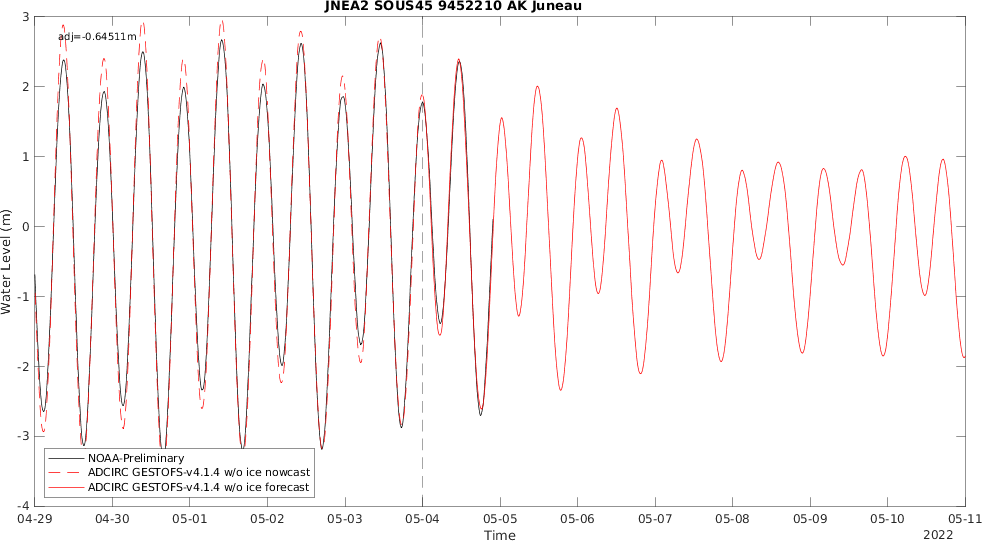 JNEA2 SOUS45 9452210 AK Juneau
adj=-0.64511m
3
2
1
0
-1
-2
-3
-4
Water Level (m)
NOAA-Preliminary
ADCIRC GESTOFS-v4.1.4 w/o ice nowcast
ADCIRC GESTOFS-v4.1.4 w/o ice forecast
04-29 04-30 05-01 05-02 05-03 05-04 05-05 05-06 05-07 05-08 05-09 05-10 05-11
Time
2022